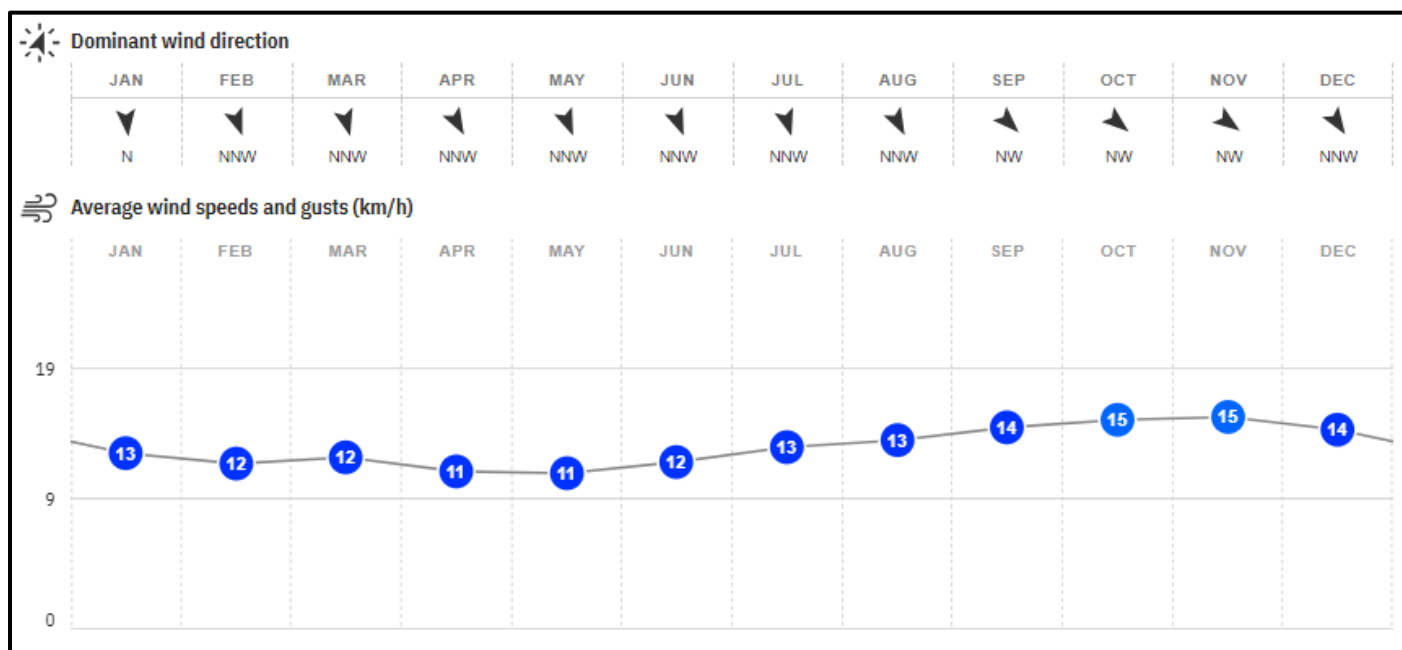 Dominant wind direction
JAN FEB MAR APR MAY JUN JUL AUG SEP OCT NOV DEC
N NNW NNW NNW NNW NNW NNW NNW NW NW NW NNW
Average wind speeds and gusts (km/h)
JAN FEB MAR APR MAY JUN JUL AUG SEP OCT NOV DEC
19
13 12 12 11 11 12 13 13 14 15 15 14
9
0